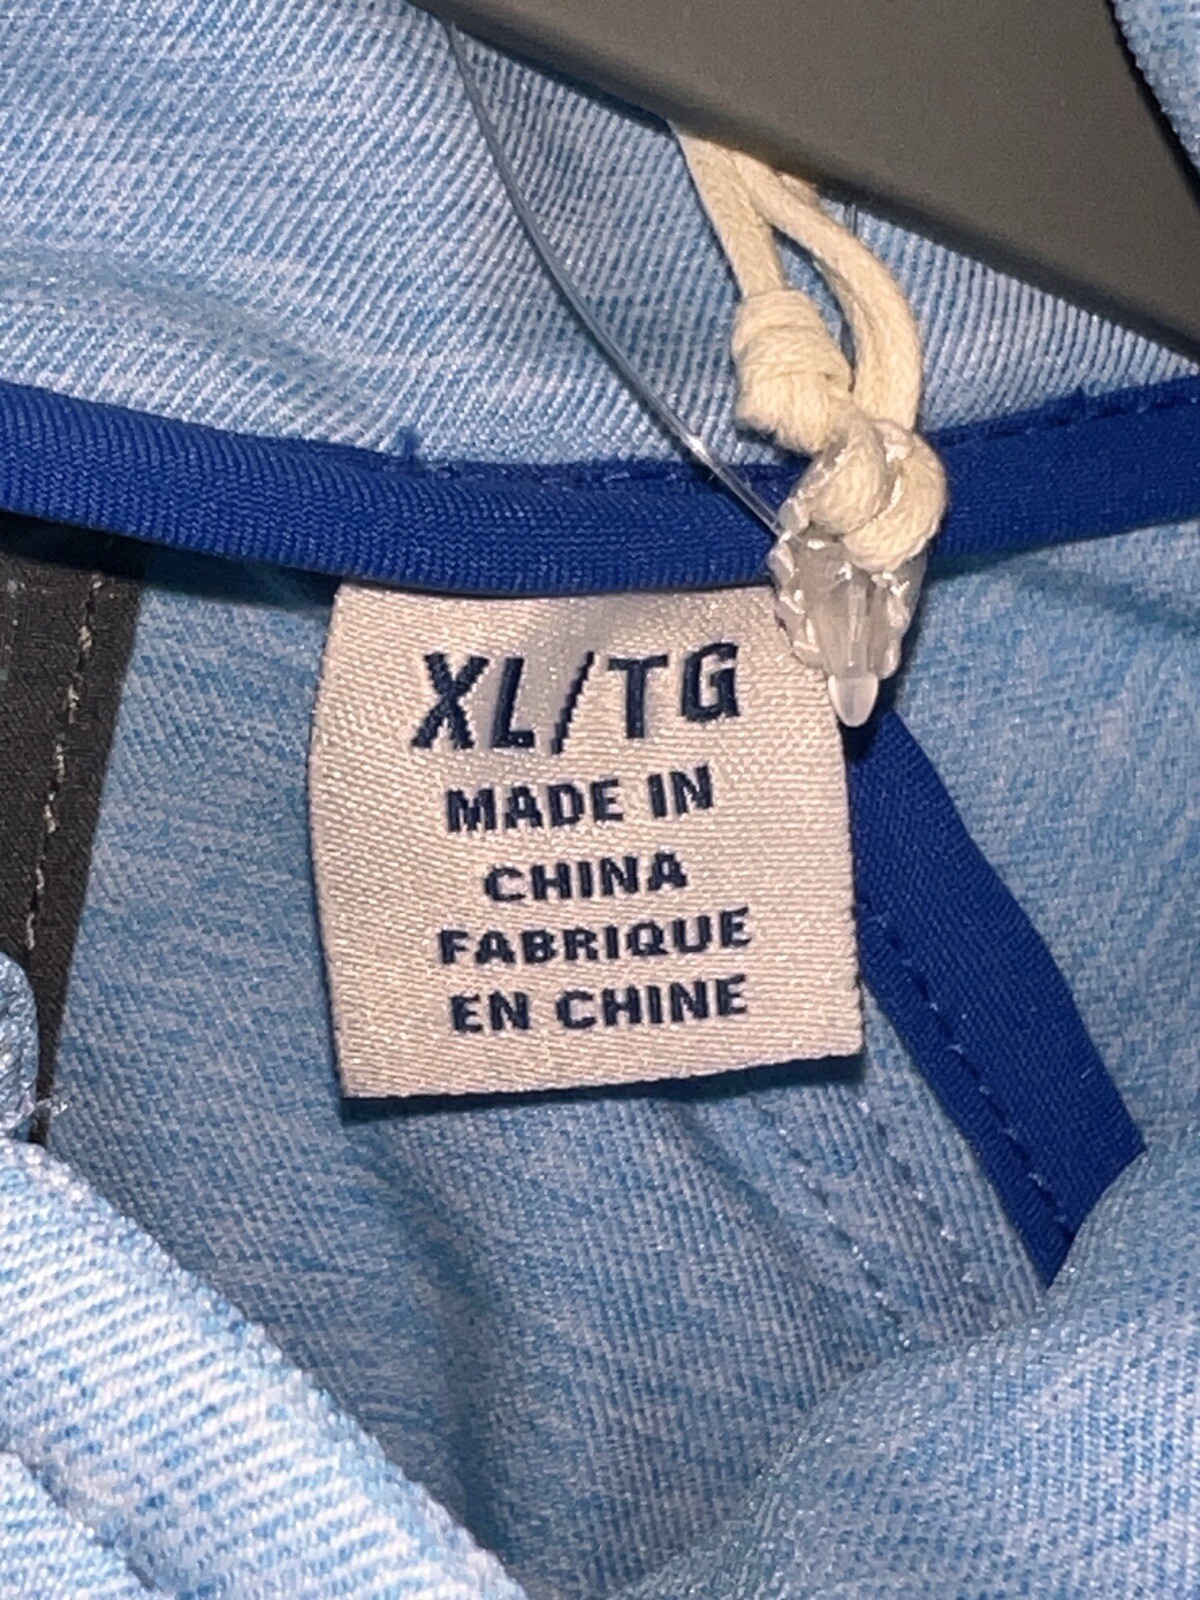 XL/TG
MADE IN
CHINA
FABRIQUE
EN CHINE